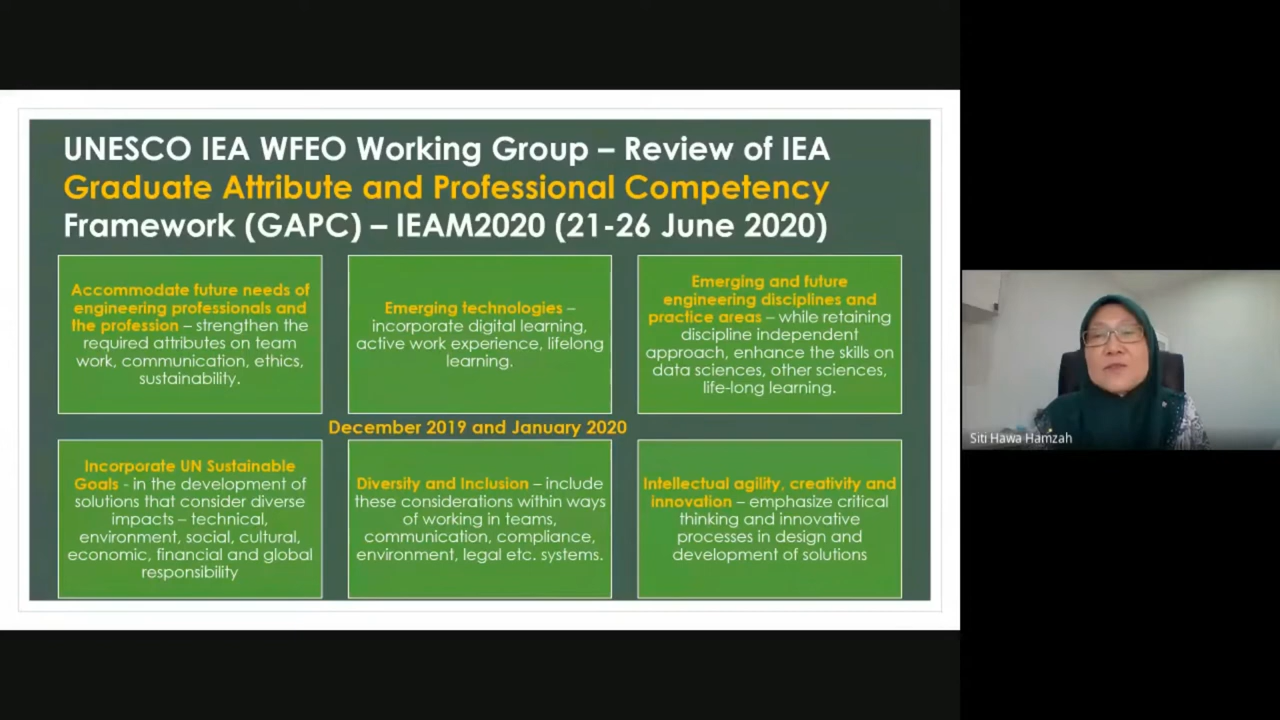 UNESCO IEA WFEO Working Group – Review of IEA
Graduate Attribute and Professional Competency
Framework (GAPC) – IEAM2020 (21-26 June 2020)
Accommodate future needs of
engineering professionals and
the profession – strengthen the
required attributes on team
work, communication, ethics,
sustainability.
Emerging technologies –
incorporate digital learning,
active work experience, lifelong
learning.
Emerging and future
engineering disciplines and
practice areas – while retaining
discipline independent
approach, enhance the skills on
data sciences, other sciences,
life-long learning.
December 2019 and January 2020
Incorporate UN Sustainable
Goals - in the development of
solutions that consider diverse
impacts – technical,
environment, social, cultural,
economic, financial and global
responsibility
Diversity and Inclusion – include
these considerations within ways
of working in teams,
communication, compliance,
environment, legal etc. systems.
Intellectual agility, creativity and
innovation – emphasize critical
thinking and innovative
processes in design and
development of solutions
Siti Hawa Hamzah